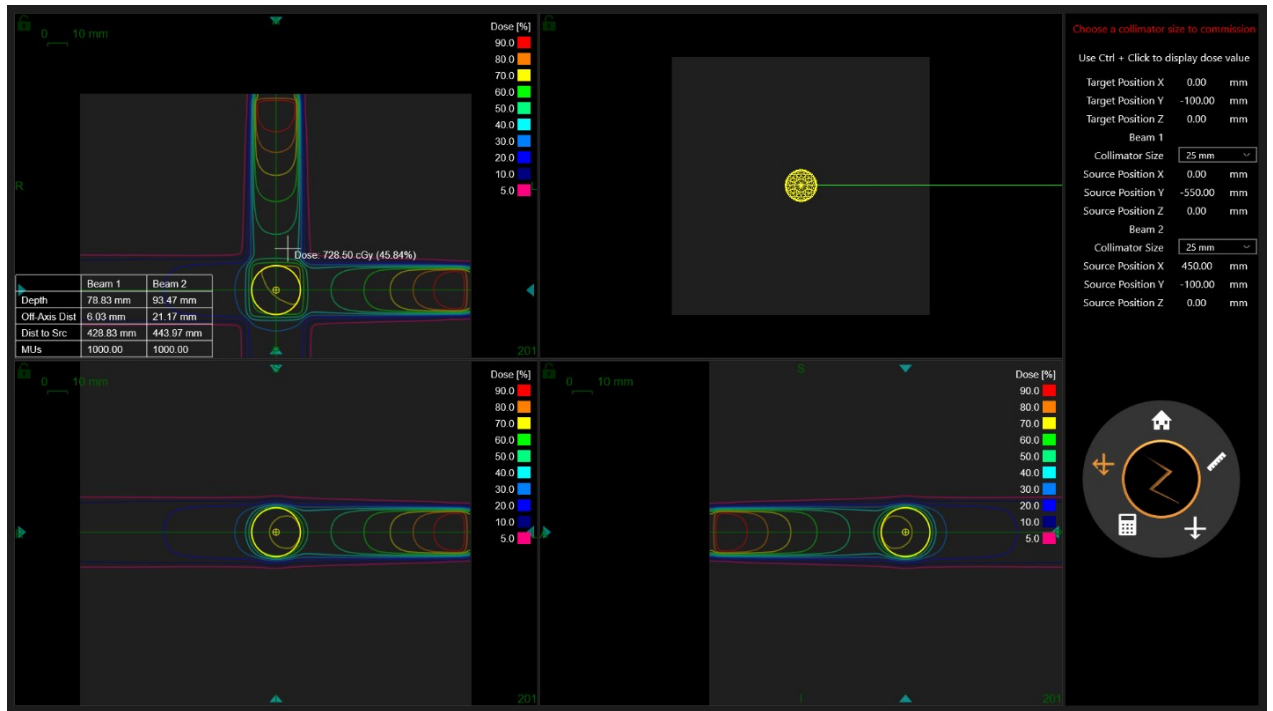 0 10 mm
Dose [%]
90.0
80.0
70.0
60.0
50.0
40.0
30.0
20.0
10.0
5.0
R
L
Dose: 728.50 cGy (45.84%)
Beam 1 Beam 2
Depth 78.83 mm 93.47 mm
Off-Axis Dist 6.03 mm 21.17 mm
Dist to Src 428.83 mm 443.97 mm
MUs 1000.00 1000.00
201
Choose a collimator size to commission
Use Ctrl + Click to display dose value
Target Position X 0.00 mm
Target Position Y -100.00 mm
Target Position Z 0.00 mm
Beam 1
Collimator Size 25 mm
Source Position X 0.00 mm
Source Position Y -550.00 mm
Source Position Z 0.00 mm
Beam 2
Collimator Size 25 mm
Source Position X 450.00 mm
Source Position Y -100.00 mm
Source Position Z 0.00 mm
0 10 mm
Dose [%]
90.0
80.0
70.0
60.0
50.0
40.0
30.0
20.0
10.0
5.0
201
0 10 mm
S
Dose [%]
90.0
80.0
70.0
60.0
50.0
40.0
30.0
20.0
10.0
5.0
I
201